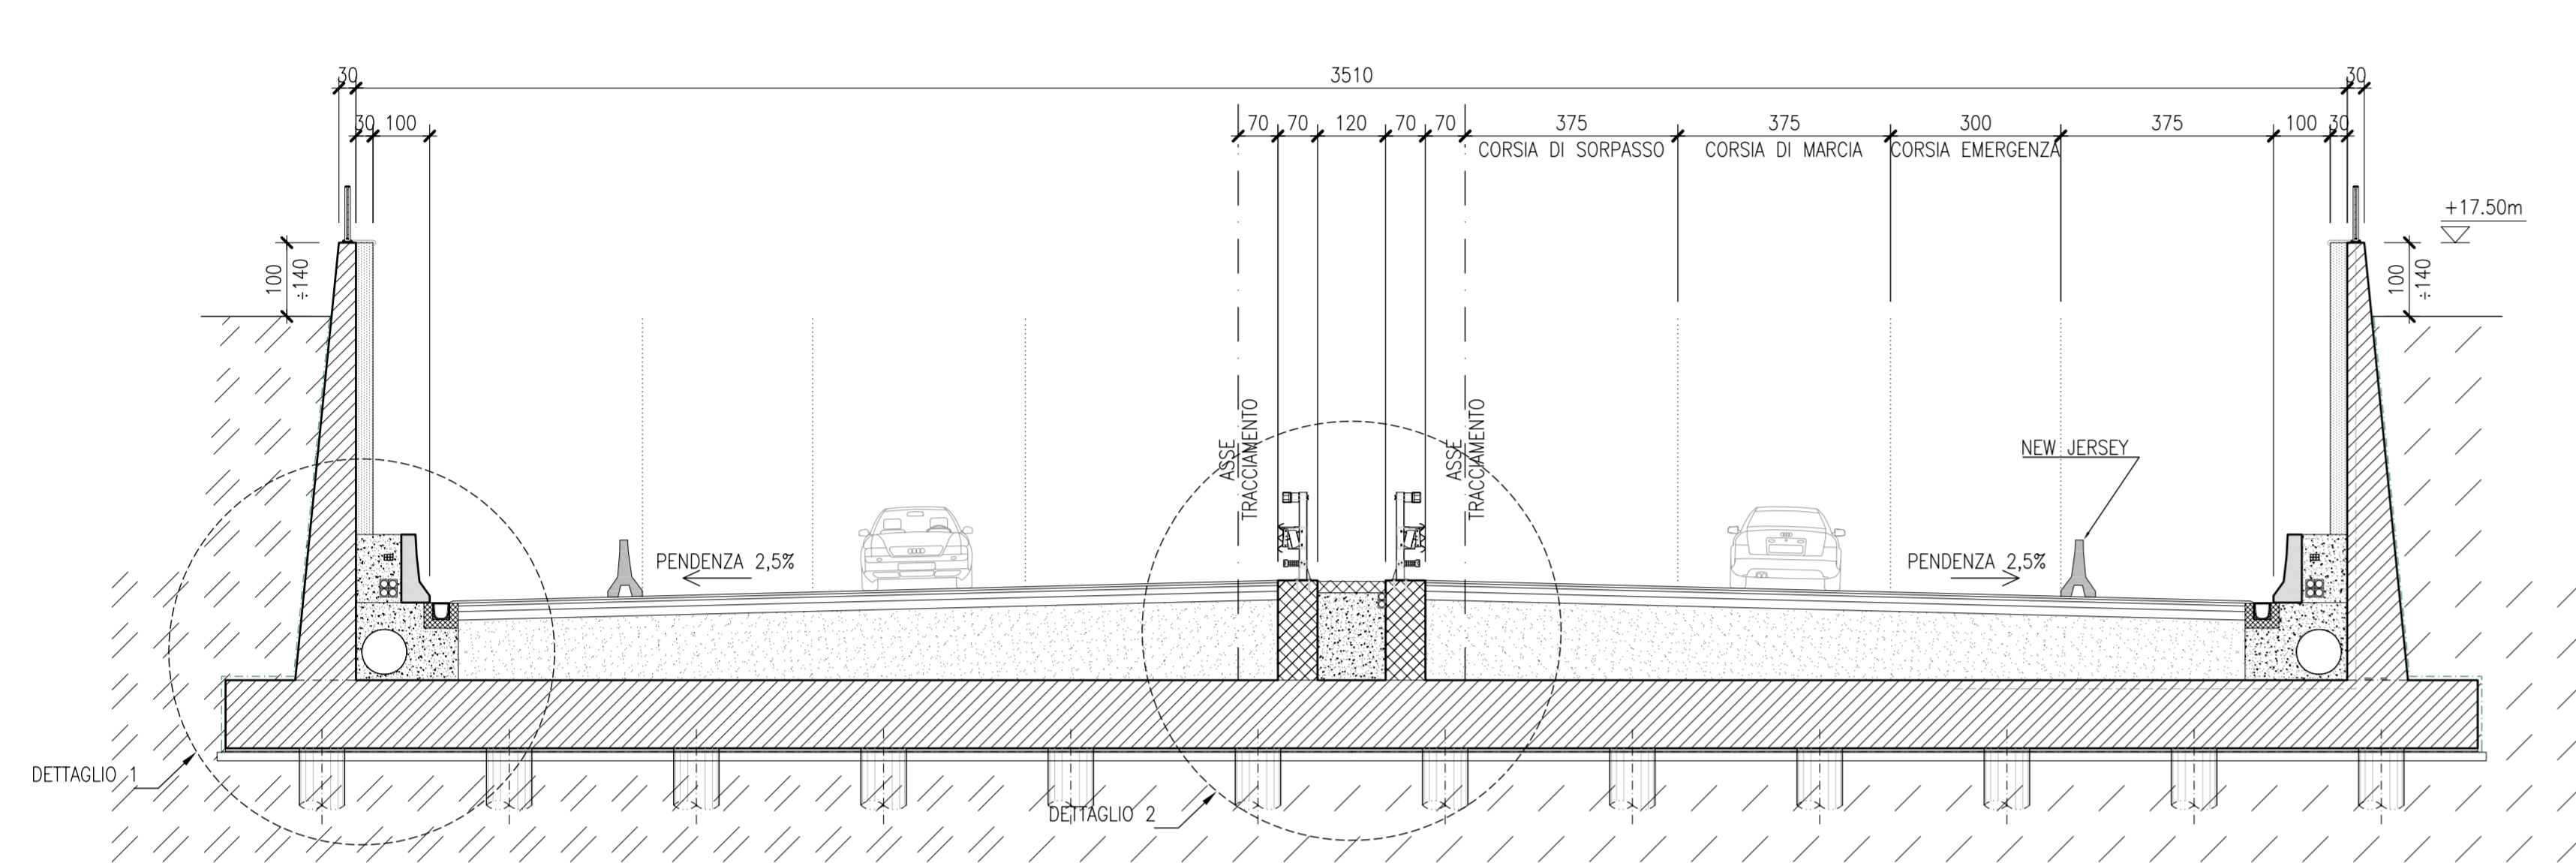 30 3510 30
30 100 70 70 120 70 70 375 375 300 375 100 30
CORSIA DI SORPASSO CORSIA DI MARCIA CORSIA EMERGENZA
+17.50m
100
÷140
100
÷140
ASSE
TRACCIAMENTO
ASSE
TRACCIAMENTO
NEW JERSEY
PENDENZA 2,5%
PENDENZA 2,5%
DETTAGLIO 1
DETTAGLIO 2